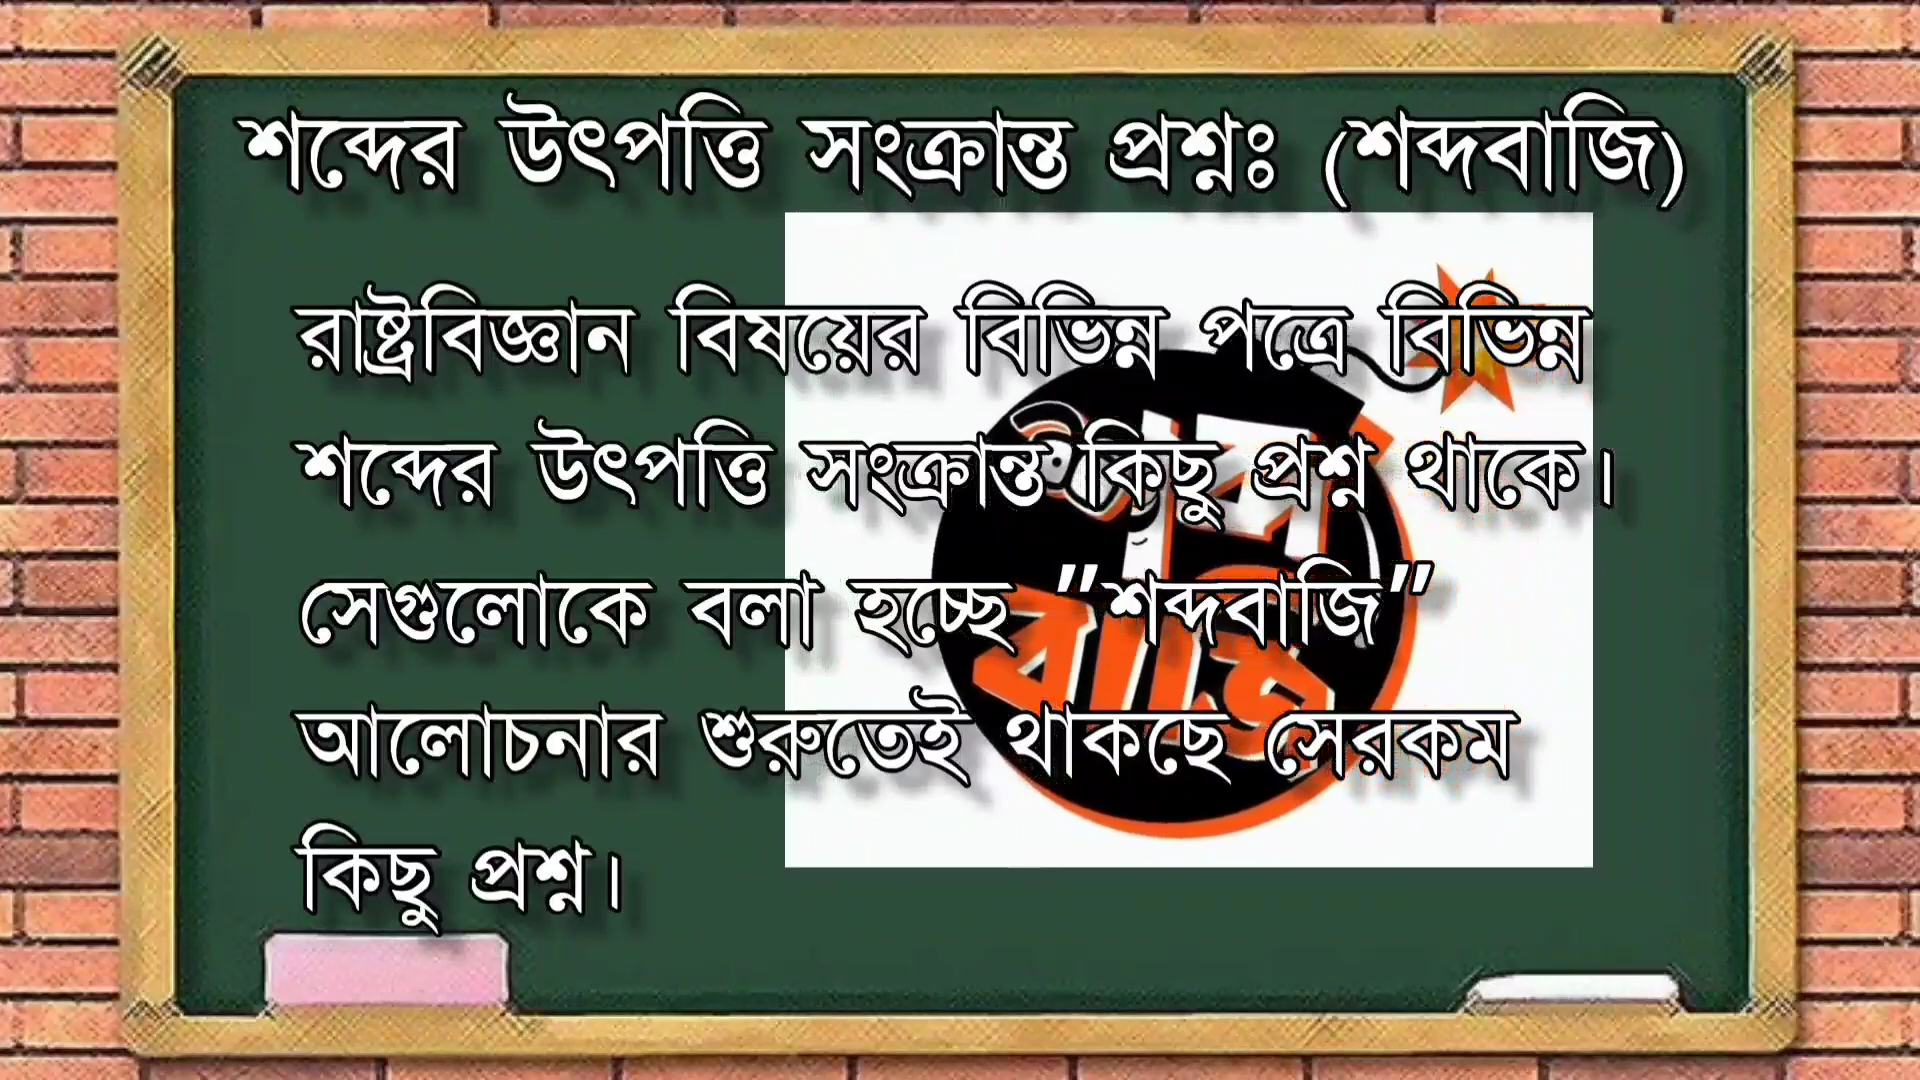 শব্দের উৎপত্তি সংক্রান্ত প্রশ্নঃ (শব্দবাজি)
রাষ্ট্রবিজ্ঞান বিষয়ের বিভিন্ন পত্রে বিভিন্ন
শব্দের উৎপত্তি সংক্রান্ত কিছু প্রশ্ন থাকে।
সেগুলোকে বলা হচ্ছে "শব্দবাজি"
আলোচনার শুরুতেই থাকছে সেরকম
কিছু প্রশ্ন।